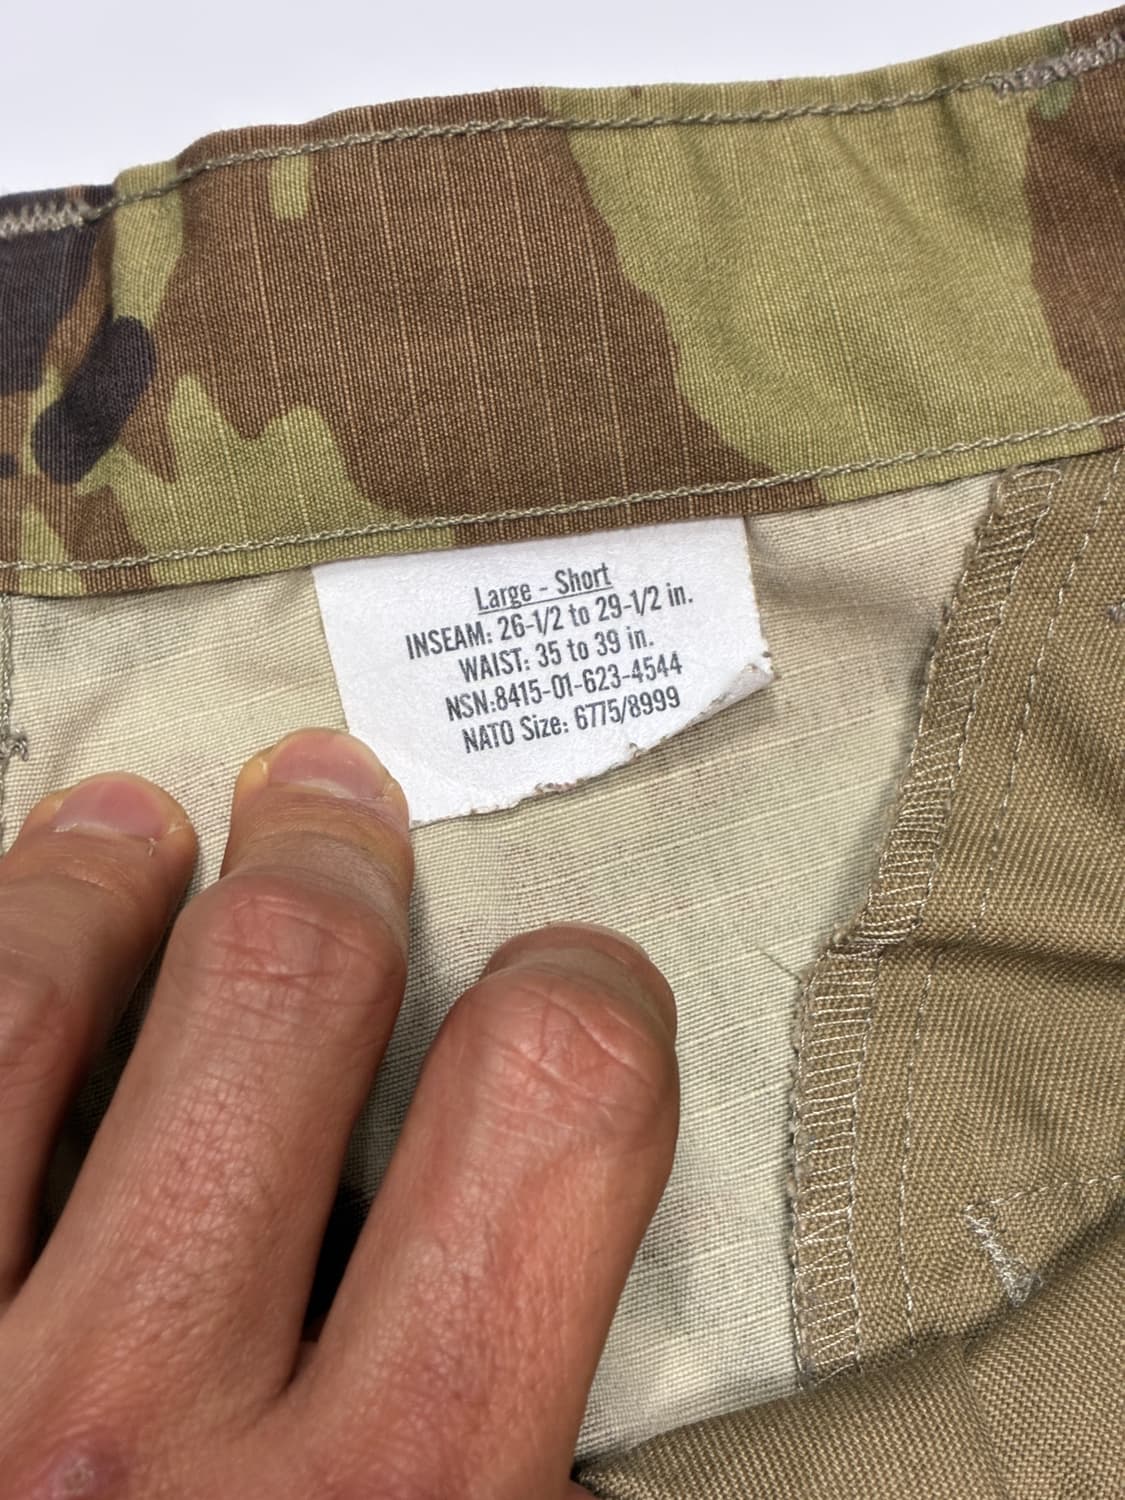 Large - Short
INSEAM: 26-1/2 to 29-1/2 in.
WAIST: 35 to 39 in.
NSN:8415-01-623-4544
NATO Size: 6775/8999